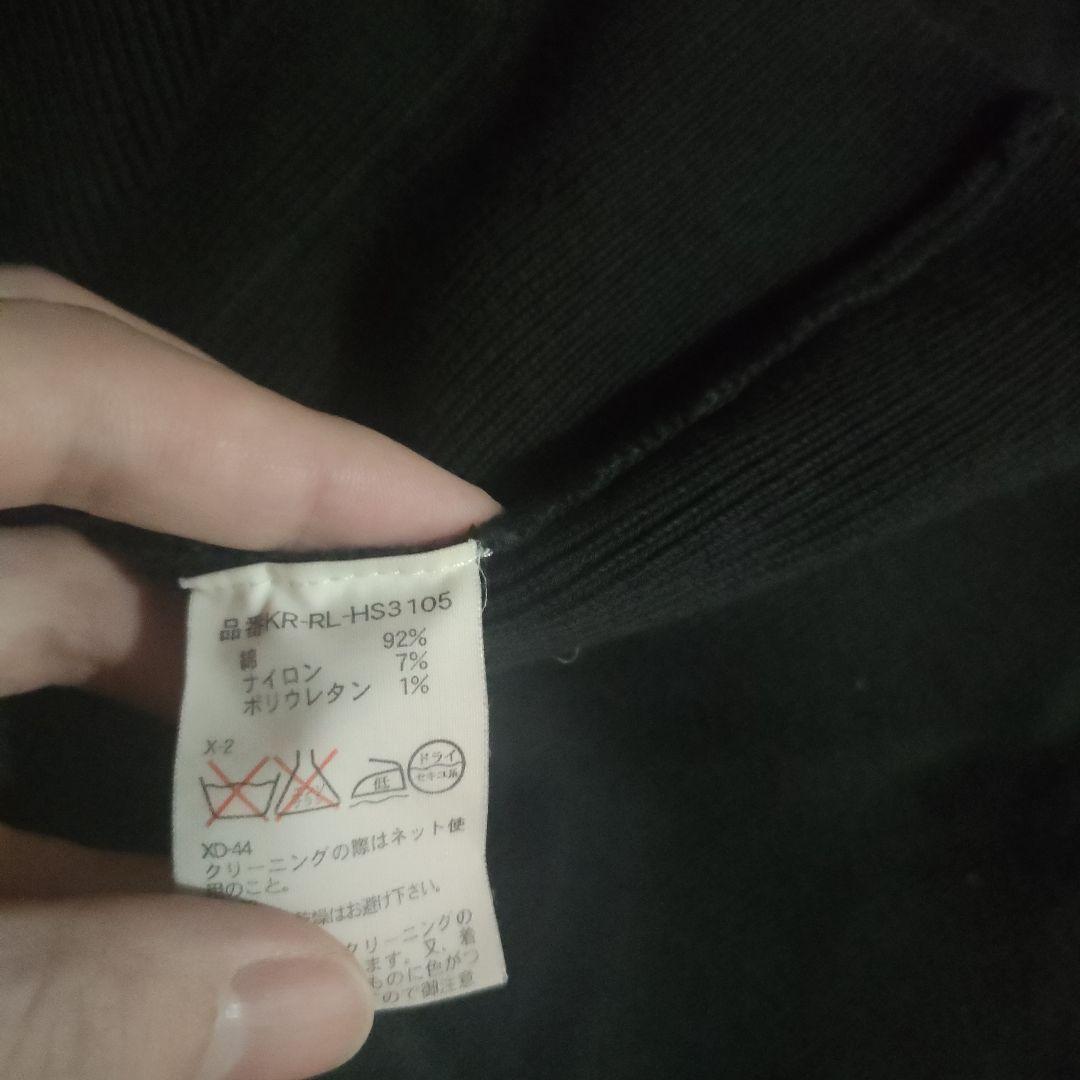 品番KR-RL-HS3105
綿 92%
ナイロン 7%
ポリウレタン 1%
X-2
低
ドライ
セキユ系
XD-44
クリーニングの際はネット使
用のこと。
乾燥はお避け下さい。
クリーニングの
ます。又、着
ものに色がつ
ので御注意